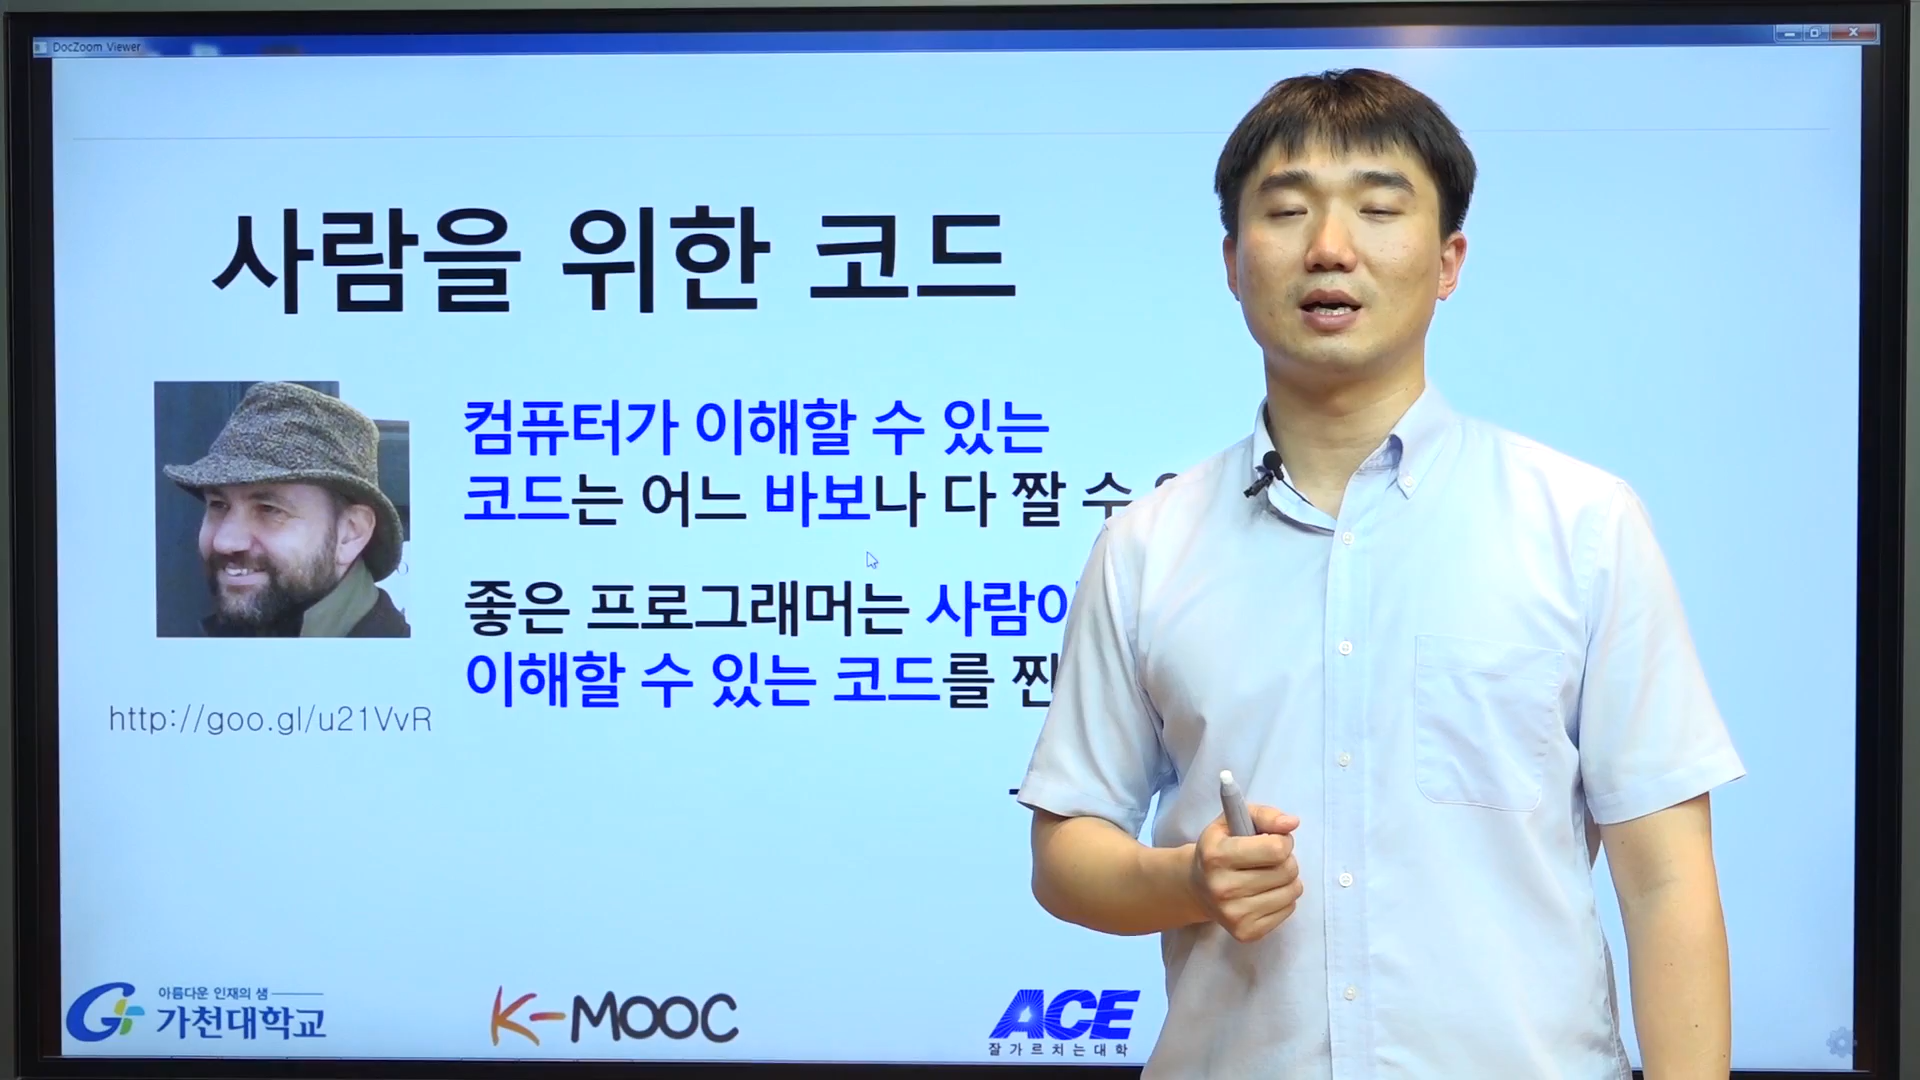 DocZoom Viewer
사람을 위한 코드
컴퓨터가 이해할 수 있는
코드는 어느 바보나 다 짤 수
좋은 프로그래머는 사람이
이해할 수 있는 코드를 짠
http://goo.gl/u21VvR
아름다운 인재의 샘
가천대학교
K-MOOC
ACE
잘 가르치는 대학